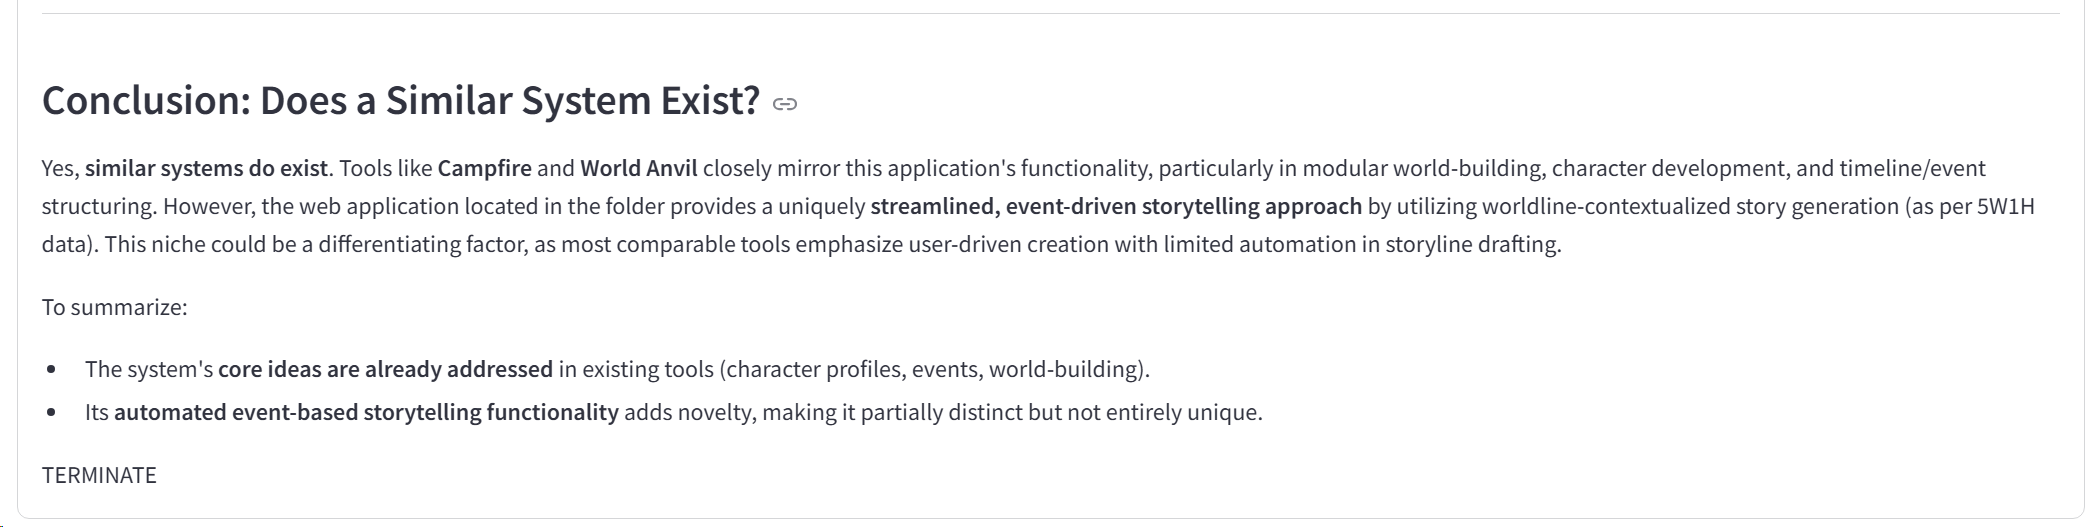 Conclusion: Does a Similar System Exist?
Yes, similar systems do exist. Tools like Campfire and World Anvil closely mirror this application's functionality, particularly in modular world-building, character development, and timeline/event
structuring. However, the web application located in the folder provides a uniquely streamlined, event-driven storytelling approach by utilizing worldline-contextualized story generation (as per 5W1H
data). This niche could be a differentiating factor, as most comparable tools emphasize user-driven creation with limited automation in storyline drafting.
To summarize:
• The system's core ideas are already addressed in existing tools (character profiles, events, world-building).
• Its automated event-based storytelling functionality adds novelty, making it partially distinct but not entirely unique.
TERMINATE